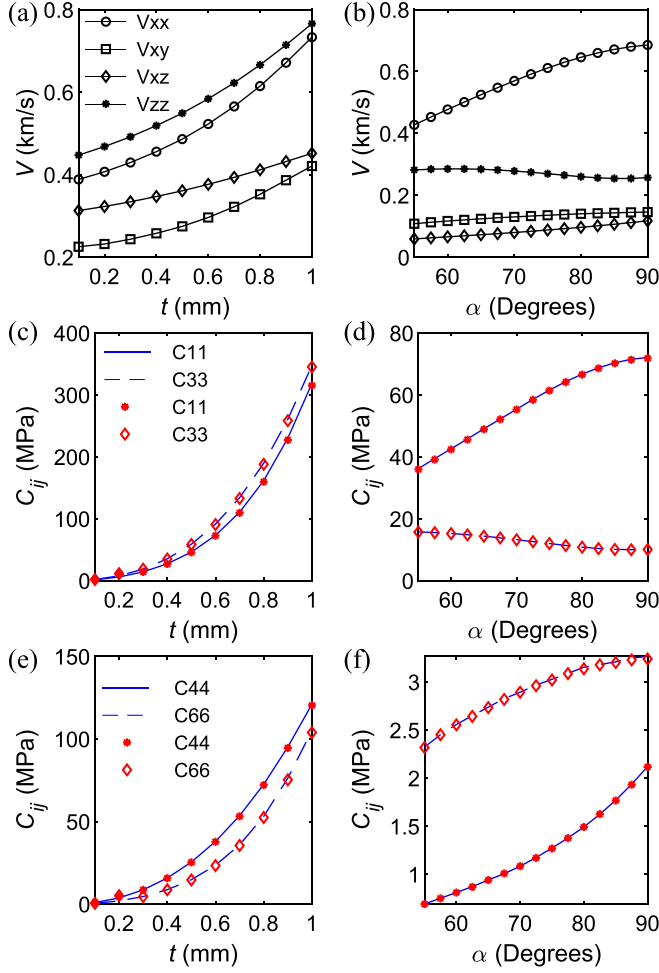 (a)
0.8
0.6
0.4
0.2
V (km/s)
Vxx
Vxy
Vxz
Vzz
0.2 0.4 0.6 0.8 1
t (mm)
(b)
0.8
0.6
0.4
0.2
0
V (km/s)
60 70 80 90
α (Degrees)
(c)
400
300
200
100
0
Cij (MPa)
C11
C33
C11
C33
0.2 0.4 0.6 0.8 1
t (mm)
(d)
80
60
40
20
0
Cij (MPa)
60 70 80 90
α (Degrees)
(e)
150
100
50
0
Cij (MPa)
C44
C66
C44
C66
0.2 0.4 0.6 0.8 1
t (mm)
(f)
3
2.5
2
1.5
1
Cij (MPa)
60 70 80 90
α (Degrees)